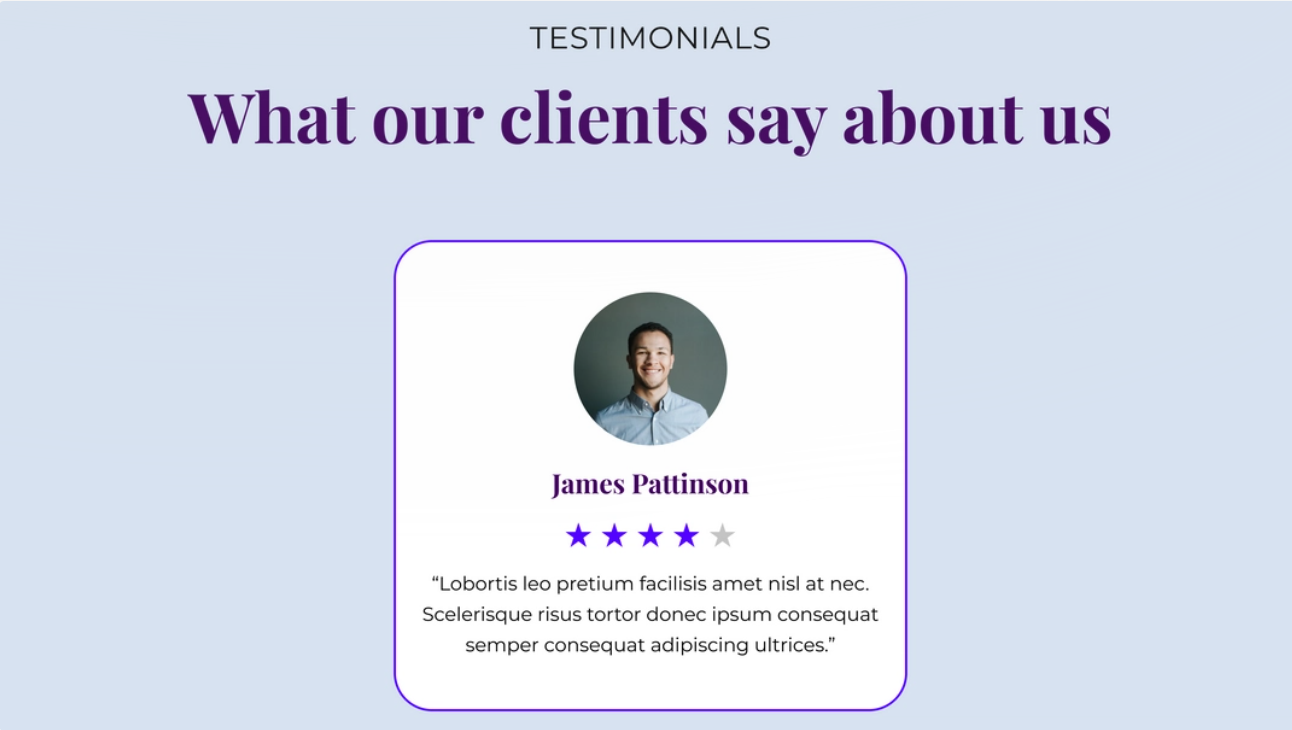 TESTIMONIALS
What our clients say about us
James Pattinson
“Lobortis leo pretium facilisis amet nisl at nec.
Scelerisque risus tortor donec ipsum consequat
semper consequat adipiscing ultrices.”